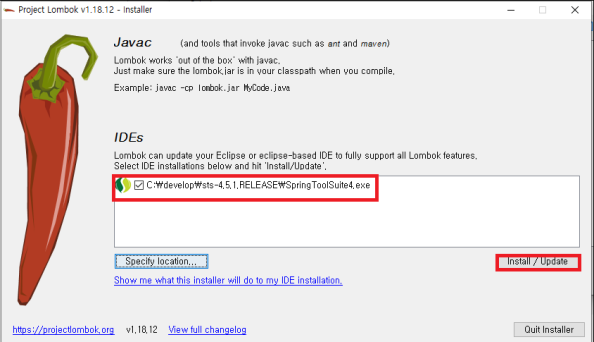 Project Lombok v1.18.12 - Installer
Javac (and tools that invoke javac such as ant and maven)
Lombok works 'out of the box' with javac.
Just make sure the lombok.jar is in your classpath when you compile.
Example: javac -cp lombok.jar MyCode.java
IDEs
Lombok can update your Eclipse or eclipse-based IDE to fully support all Lombok features.
Select IDE installations below and hit 'Install/Update'.
C:₩develop₩sts-4.5.1.RELEASE₩SpringToolSuite4.exe
Specify location...
Install / Update
Show me what this installer will do to my IDE installation.
https://projectlombok.org v1.18.12 View full changelog
Quit Installer